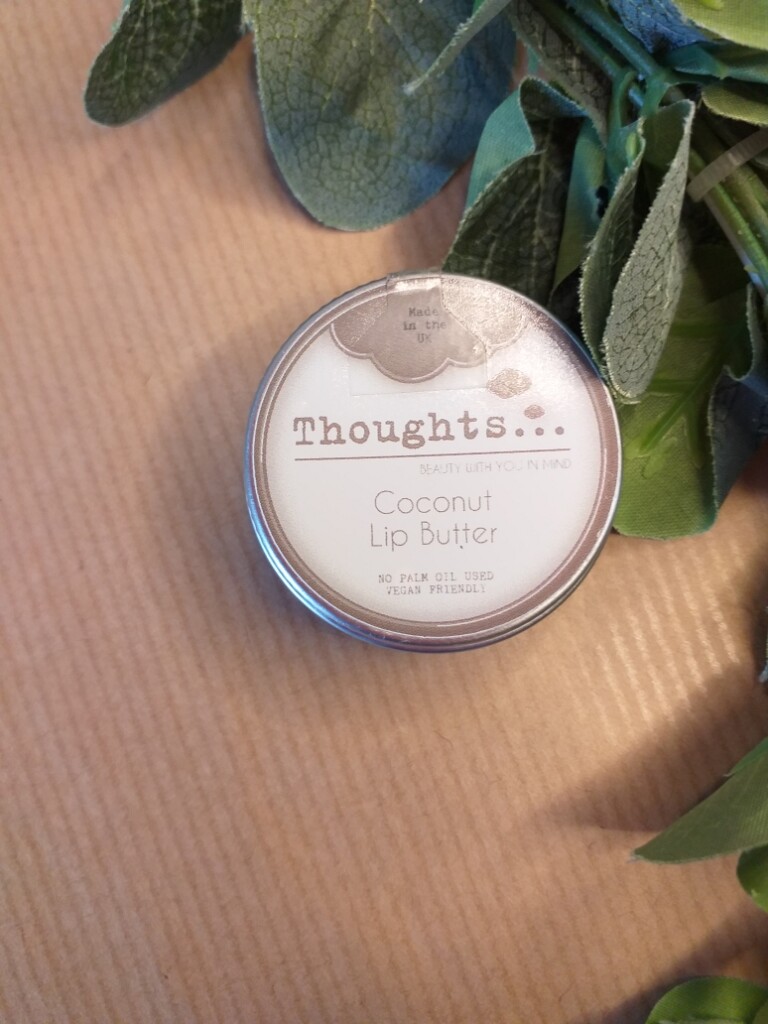 Made
in the
UK
Thoughts...
BEAUTY WITH YOU IN MIND
Coconut
Lip Butter
NO PALM OIL USED
VEGAN FRIENDLY